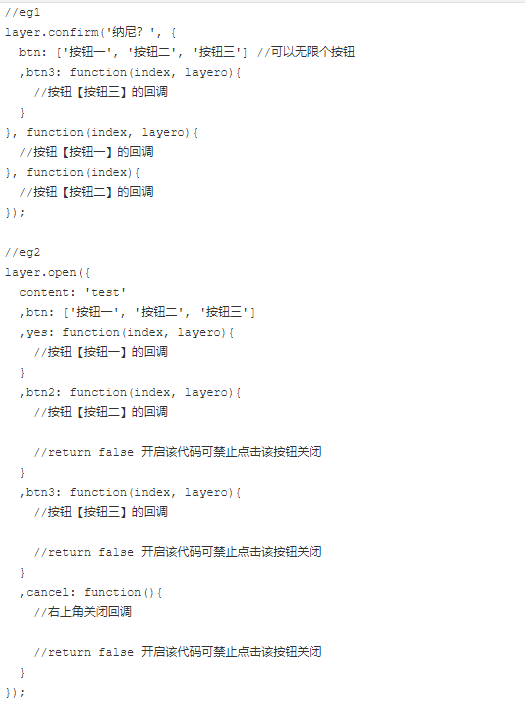 //eg1
layer.confirm('纳尼？', {
  btn: ['按钮一', '按钮二', '按钮三'] //可以无限个按钮
  ,btn3: function(index, layero){
    //按钮【按钮三】的回调
  }
}, function(index, layero){
  //按钮【按钮一】的回调
}, function(index){
  //按钮【按钮二】的回调
});

//eg2
layer.open({
  content: 'test'
  ,btn: ['按钮一', '按钮二', '按钮三']
  ,yes: function(index, layero){
    //按钮【按钮一】的回调
  }
  ,btn2: function(index, layero){
    //按钮【按钮二】的回调

    //return false 开启该代码可禁止点击该按钮关闭
  }
  ,btn3: function(index, layero){
    //按钮【按钮三】的回调

    //return false 开启该代码可禁止点击该按钮关闭
  }
  ,cancel: function(){
    //右上角关闭回调

    //return false 开启该代码可禁止点击该按钮关闭
  }
});